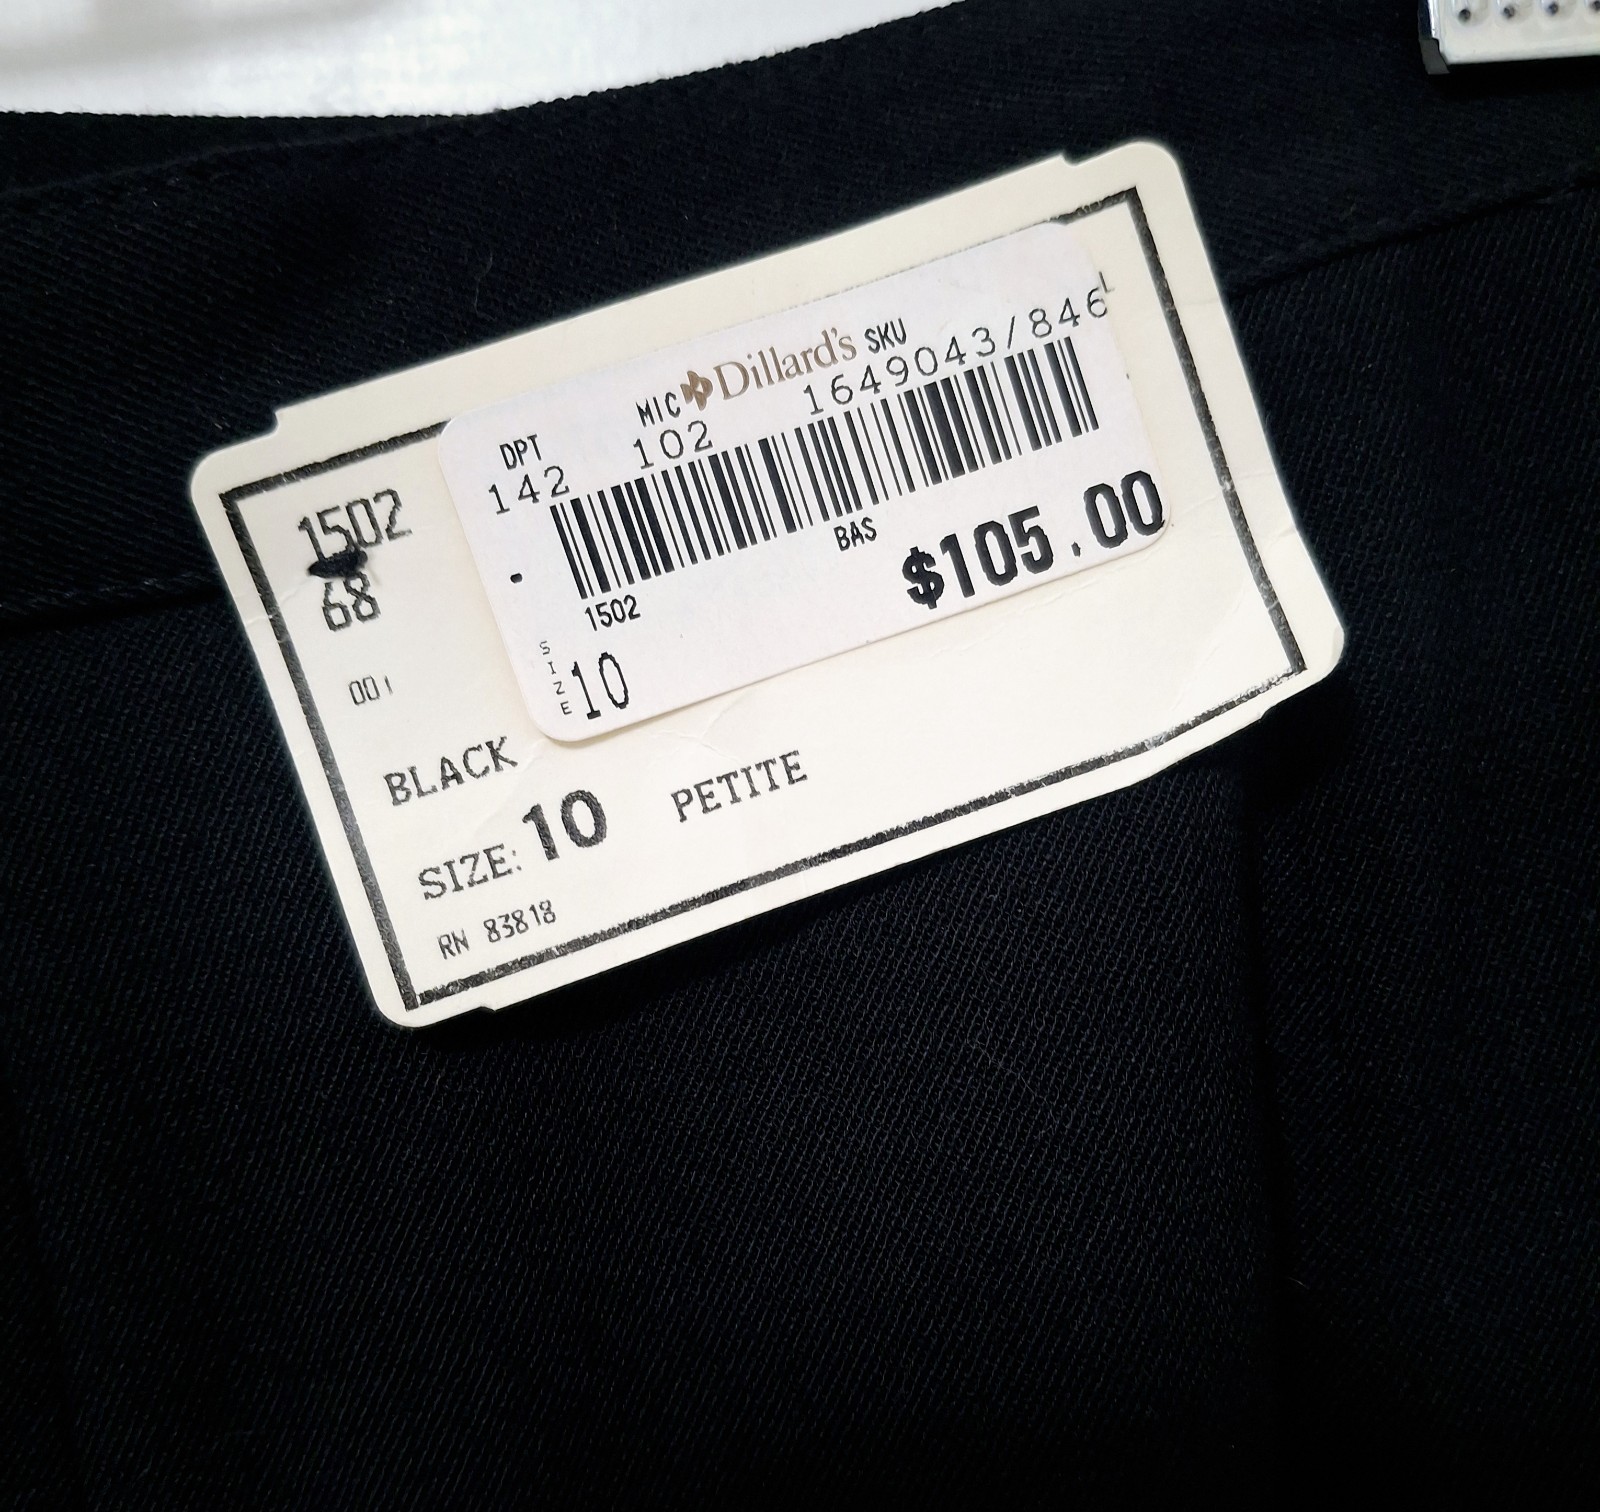 MIC Dillard's SKU
DPT 142 102 1649043/846 L
1502
BAS
$105.00
SIZE 10
1502
68
001
BLACK
SIZE: 10 PETITE
RN 83818